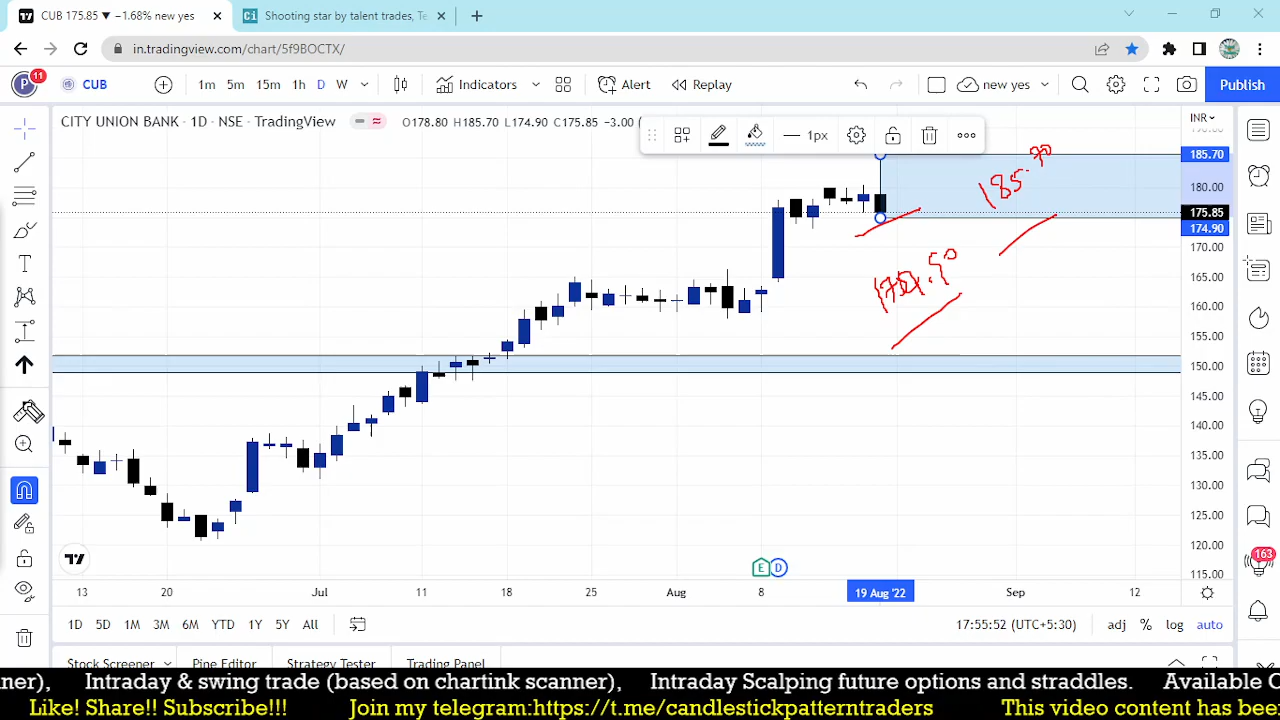 CUB 175.85 ▼ −1.68% new yes
Shooting star by talent trades, Te
in.tradingview.com/chart/5f9BOCTX/
P 11 CUB 1m 5m 15m 1h D W Indicators Alert Replay new yes Publish
CITY UNION BANK · 1D · NSE · TradingView O178.80 H185.70 L174.90 C175.85 −3.00 (
1px
INR
190.00
185.70
185.70
180.00
175.85
174.90
170.00
165.00
160.00
155.00
150.00
145.00
140.00
135.00
130.00
125.00
120.00
115.00
163
E D
13 20 Jul 11 18 25 Aug 8 19 Aug '22 Sep 12
1D 5D 1M 3M 6M YTD 1Y 5Y All 17:55:52 (UTC+5:30) adj % log auto
Stock Screener Pine Editor Strategy Tester Trading Panel
ner), Intraday & swing trade (based on chartink scanner), Intraday Scalping future options and straddles. Available C
Like! Share!! Subscribe!!! Join my telegram:https://t.me/candlestickpatterntraders This video content has been